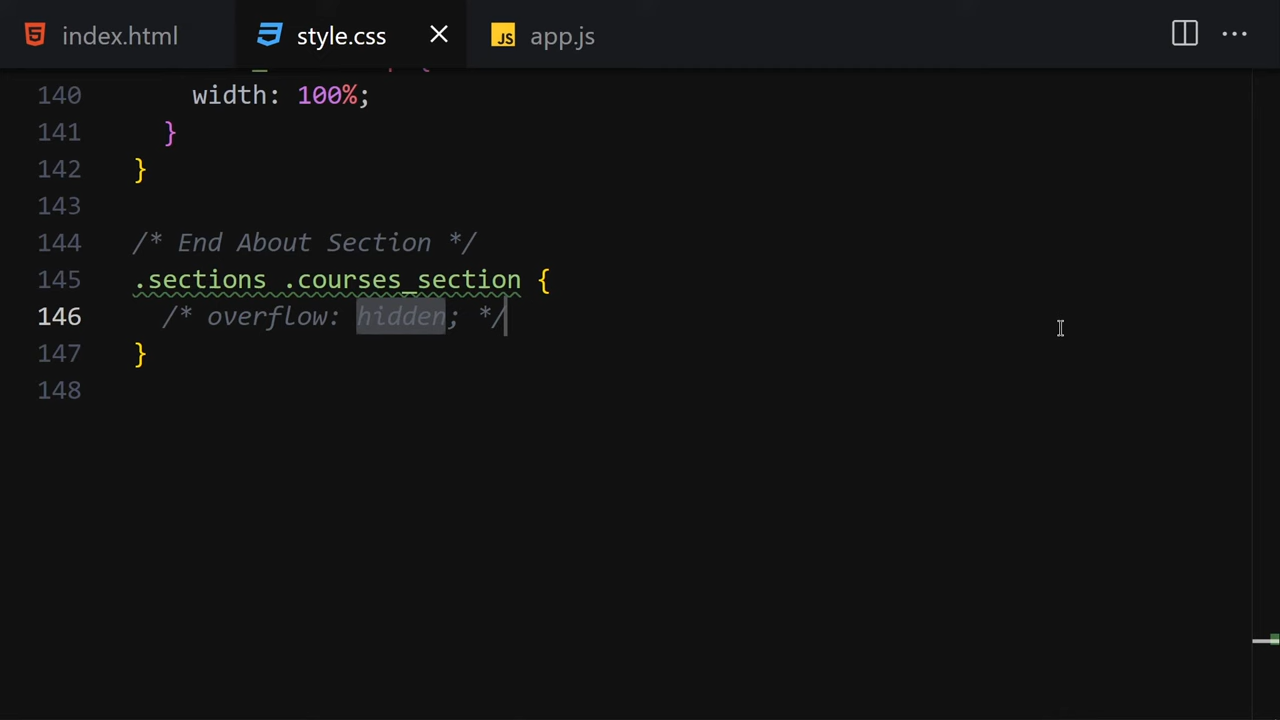 index.html style.css app.js
140 width: 100%;
141 }
142 }
143
144 /* End About Section */
145 .sections .courses_section {
146 /* overflow: hidden; */
147 }
148